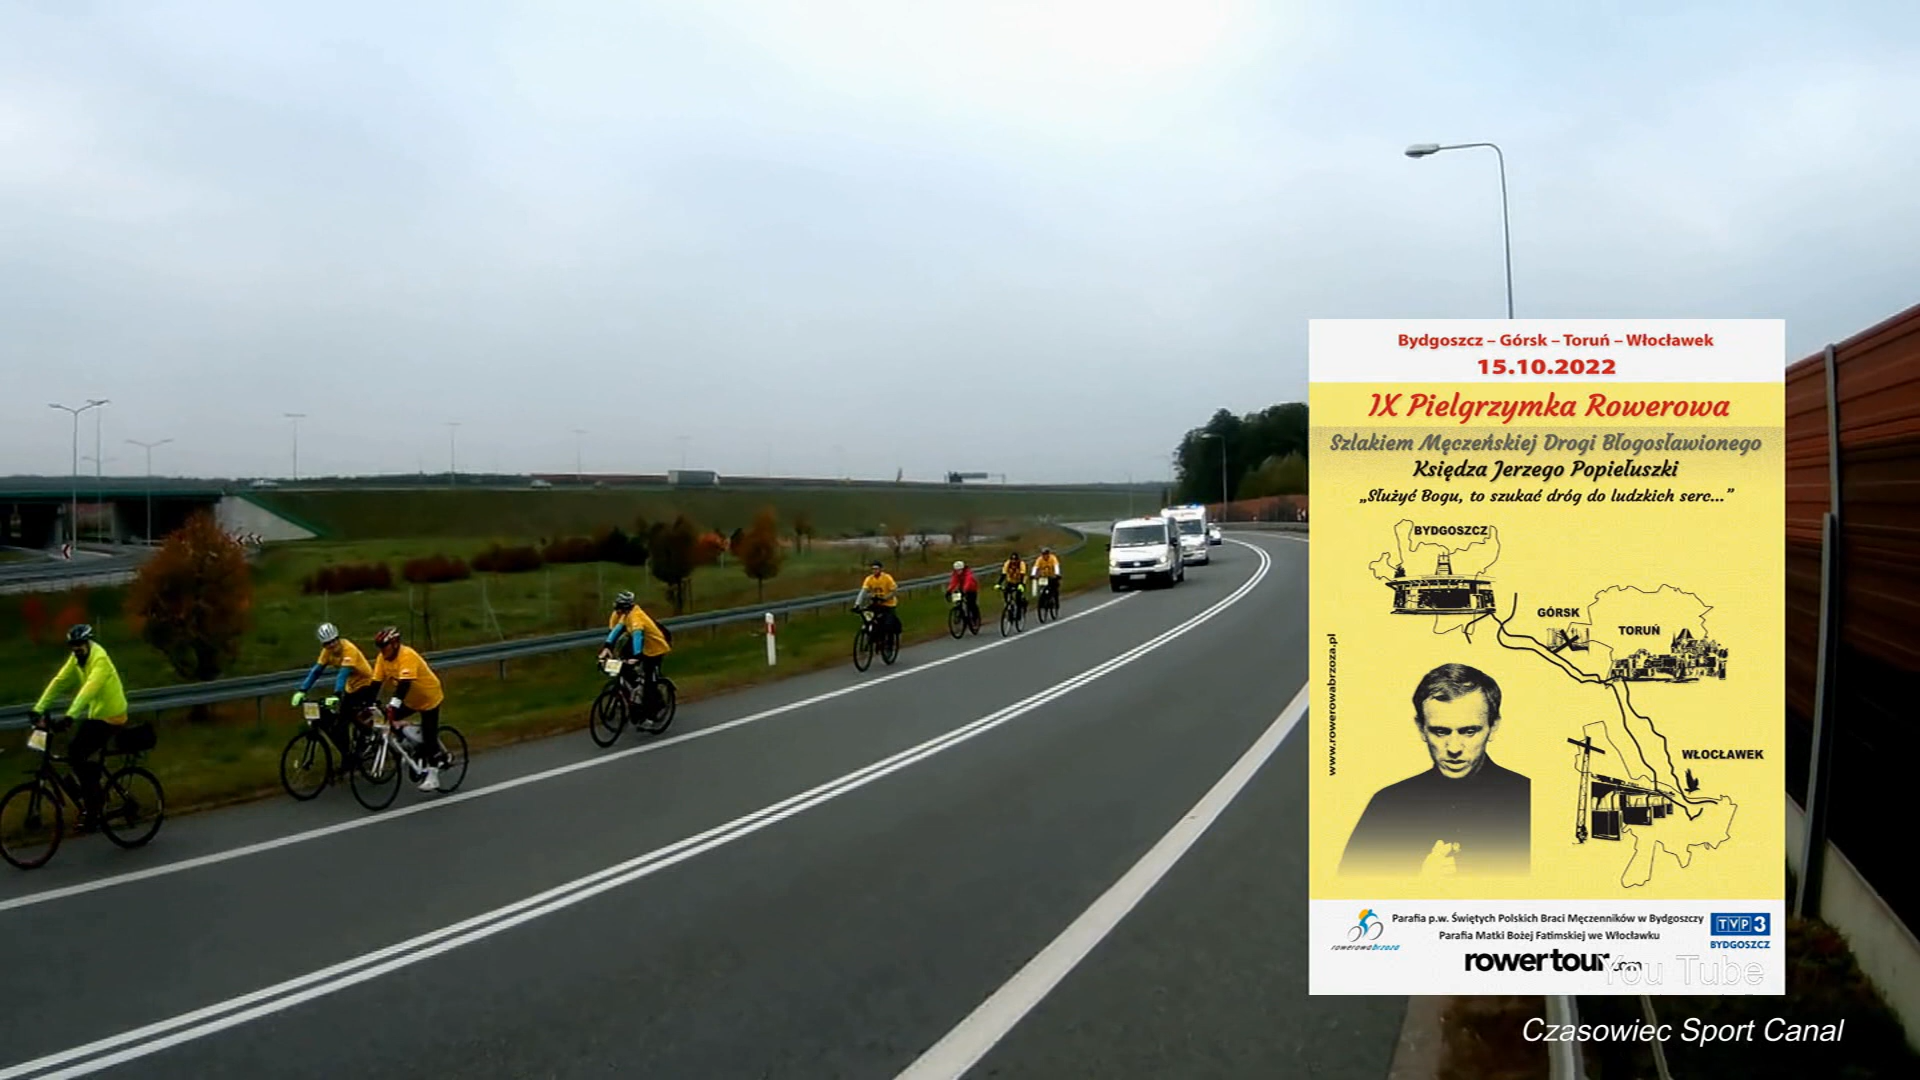 Bydgoszcz – Górsk – Toruń – Włocławek
15.10.2022
IX Pielgrzymka Rowerowa
Szlakiem Męczeńskiej Drogi Błogosławionego
Księdza Jerzego Popiełuszki
„Służyć Bogu, to szukać dróg do ludzkich serc...”
BYDGOSZCZ
GÓRSK
TORUŃ
WŁOCŁAWEK
www.rowerowabrzoza.pl
rowerowabrzoza
Parafia p.w. Świętych Polskich Braci Męczenników w Bydgoszczy
Parafia Matki Bożej Fatimskiej we Włocławku
TVP3
BYDGOSZCZ
rowertour.com
You Tube
Czasowiec Sport Canal